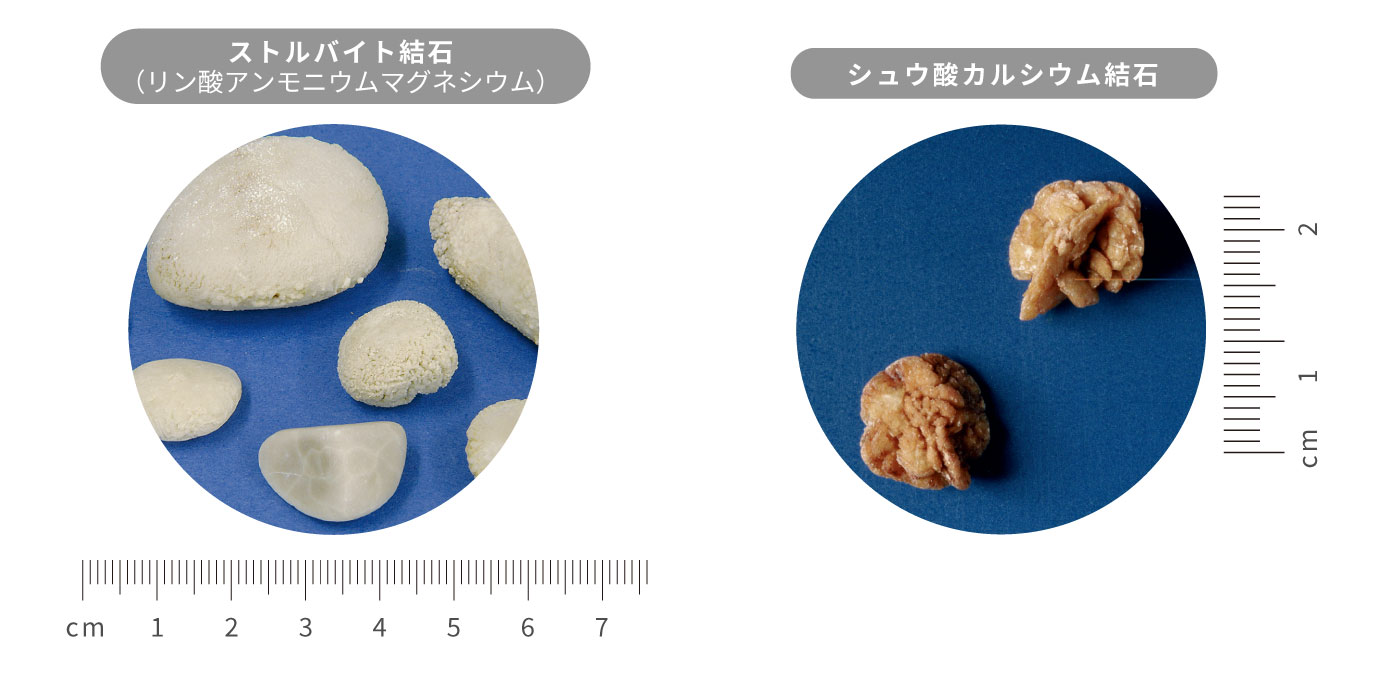 ストルバイト結石
（リン酸アンモニウムマグネシウム）
シュウ酸カルシウム結石
2
1
cm
cm 1 2 3 4 5 6 7